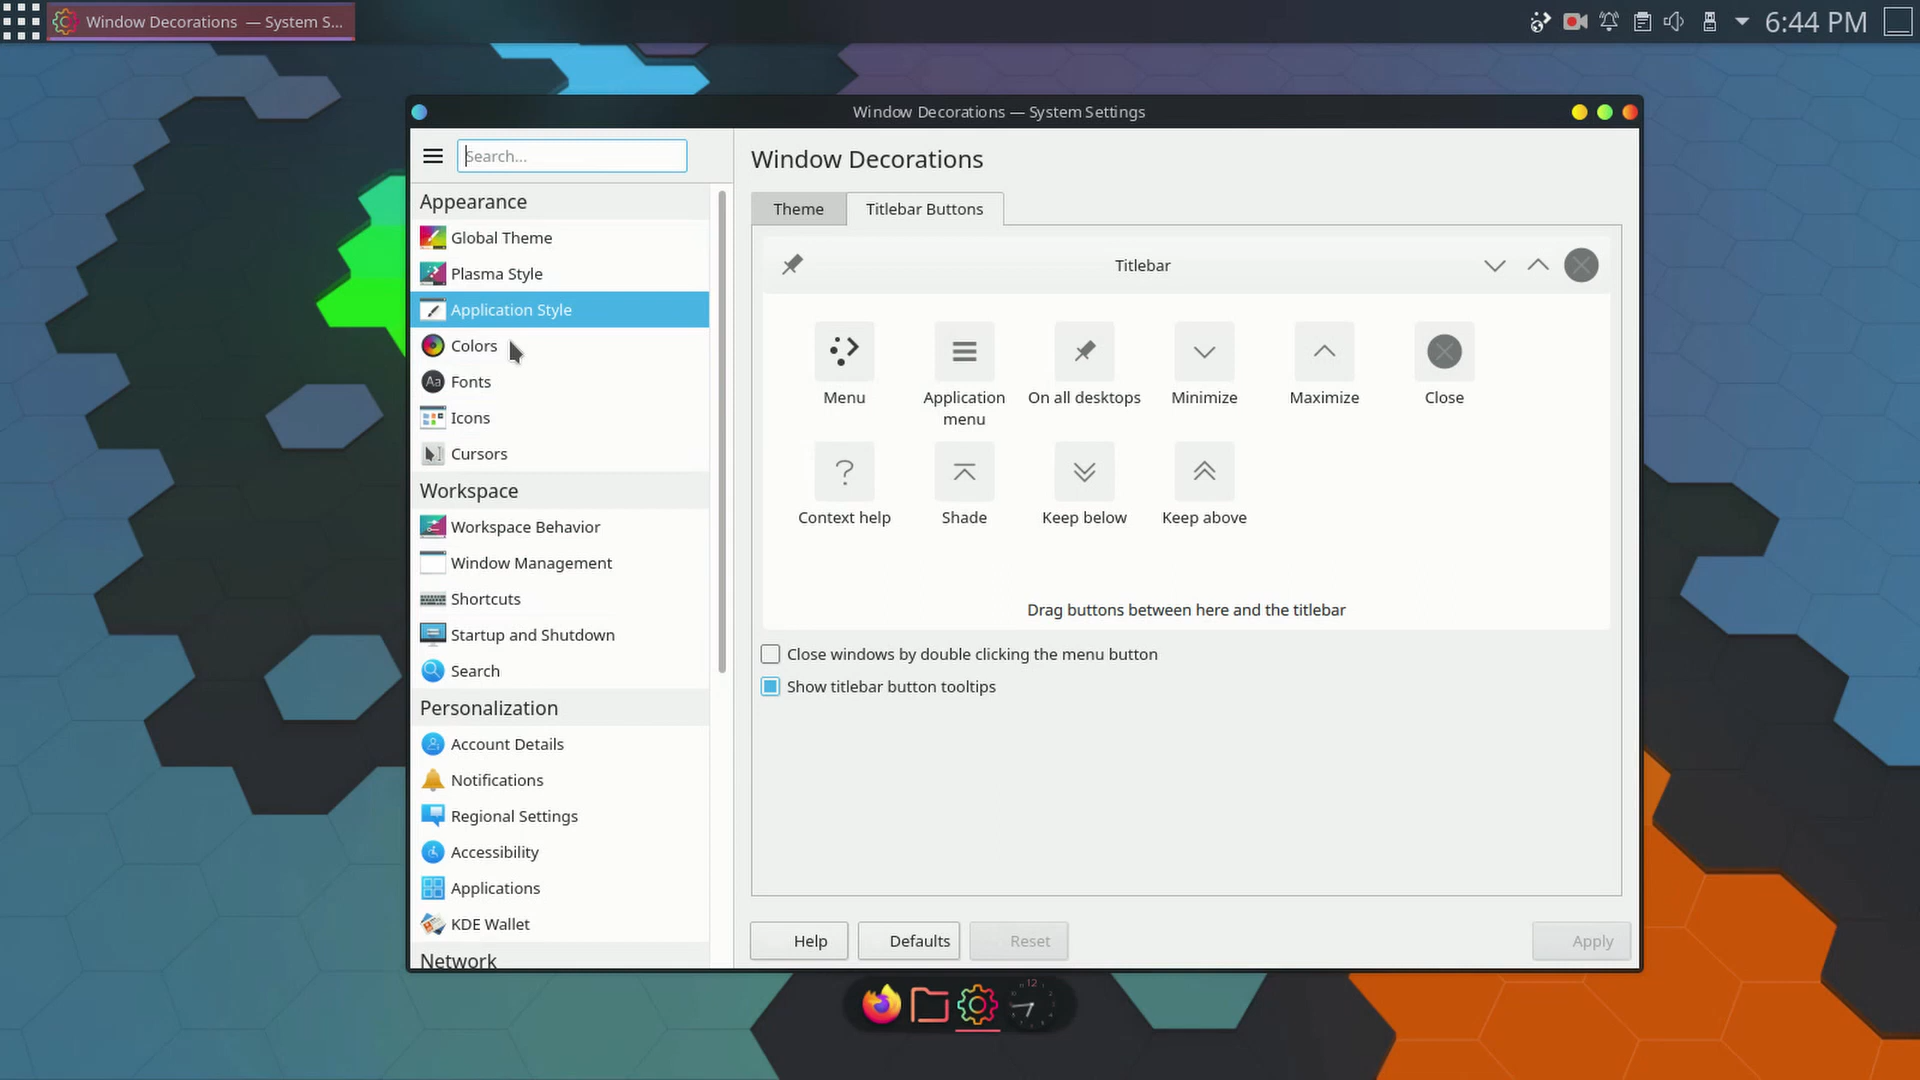 Window Decorations — System S...
6:44 PM
Window Decorations — System Settings
Search...
Appearance
Global Theme
Plasma Style
Application Style
Colors
Aa
Fonts
Icons
Cursors
Workspace
Workspace Behavior
Window Management
Shortcuts
Startup and Shutdown
Search
Personalization
Account Details
Notifications
Regional Settings
Accessibility
Applications
KDE Wallet
Network
Window Decorations
Theme
Titlebar Buttons
Titlebar
Menu
Application
menu
On all desktops
Minimize
Maximize
Close
?
Context help
Shade
Keep below
Keep above
Drag buttons between here and the titlebar
Close windows by double clicking the menu button
Show titlebar button tooltips
Help
Defaults
Reset
Apply
12